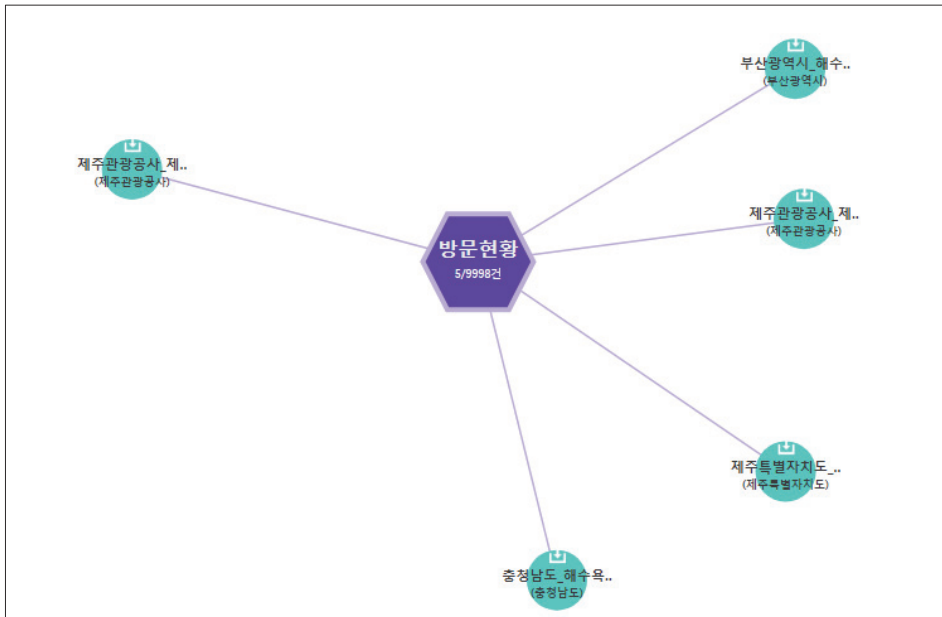 부산광역시_해수..
(부산광역시)
제주관광공사_제..
(제주관광공사)
제주관광공사_제..
(제주관광공사)
방문현황
5/9998건
제주특별자치도_..
(제주특별자치도)
충청남도_해수욕..
(충청남도)